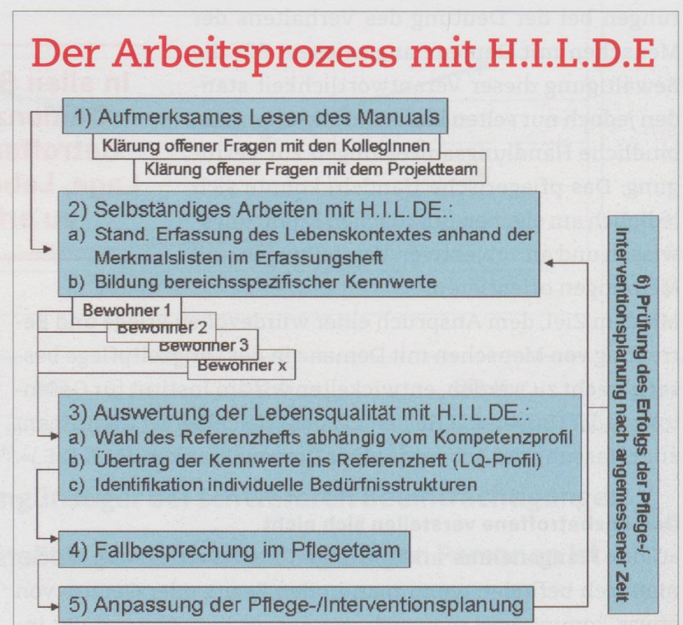 Der Arbeitsprozess mit H.I.L.D.E
1) Aufmerksames Lesen des Manuals
Klärung offener Fragen mit den KollegInnen
Klärung offener Fragen mit dem Projektteam
2) Selbständiges Arbeiten mit H.I.L.DE.:
a) Stand. Erfassung des Lebenskontextes anhand der
Merkmalslisten im Erfassungsheft
b) Bildung bereichsspezifischer Kennwerte
Bewohner 1
Bewohner 2
Bewohner 3
Bewohner x
3) Auswertung der Lebensqualität mit H.I.L.DE.:
a) Wahl des Referenzhefts abhängig vom Kompetenzprofil
b) Übertrag der Kennwerte ins Referenzheft (LQ-Profil)
c) Identifikation individuelle Bedürfnisstrukturen
4) Fallbesprechung im Pflegeteam
5) Anpassung der Pflege-/Interventionsplanung
6) Prüfung des Erfolgs der Pflege-/
Interventionsplanung nach angemessener Zeit